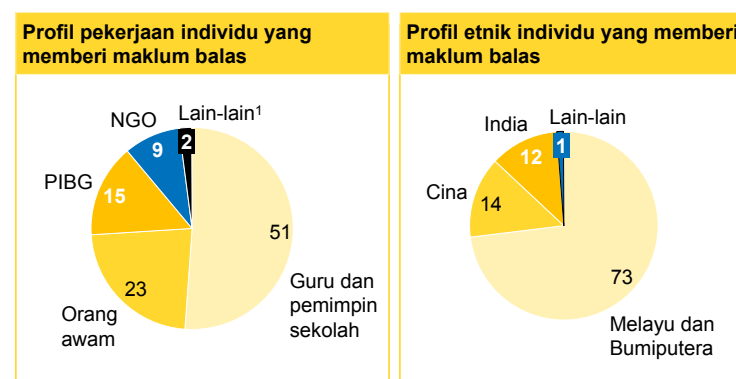 Profil pekerjaan individu yang
memberi maklum balas
NGO
Lain-lain¹
2
9
PIBG
15
51
23
Orang
awam
Guru dan
pemimpin
sekolah
Profil etnik individu yang memberi
maklum balas
India
Lain-lain
1
12
Cina
14
73
Melayu dan
Bumiputera